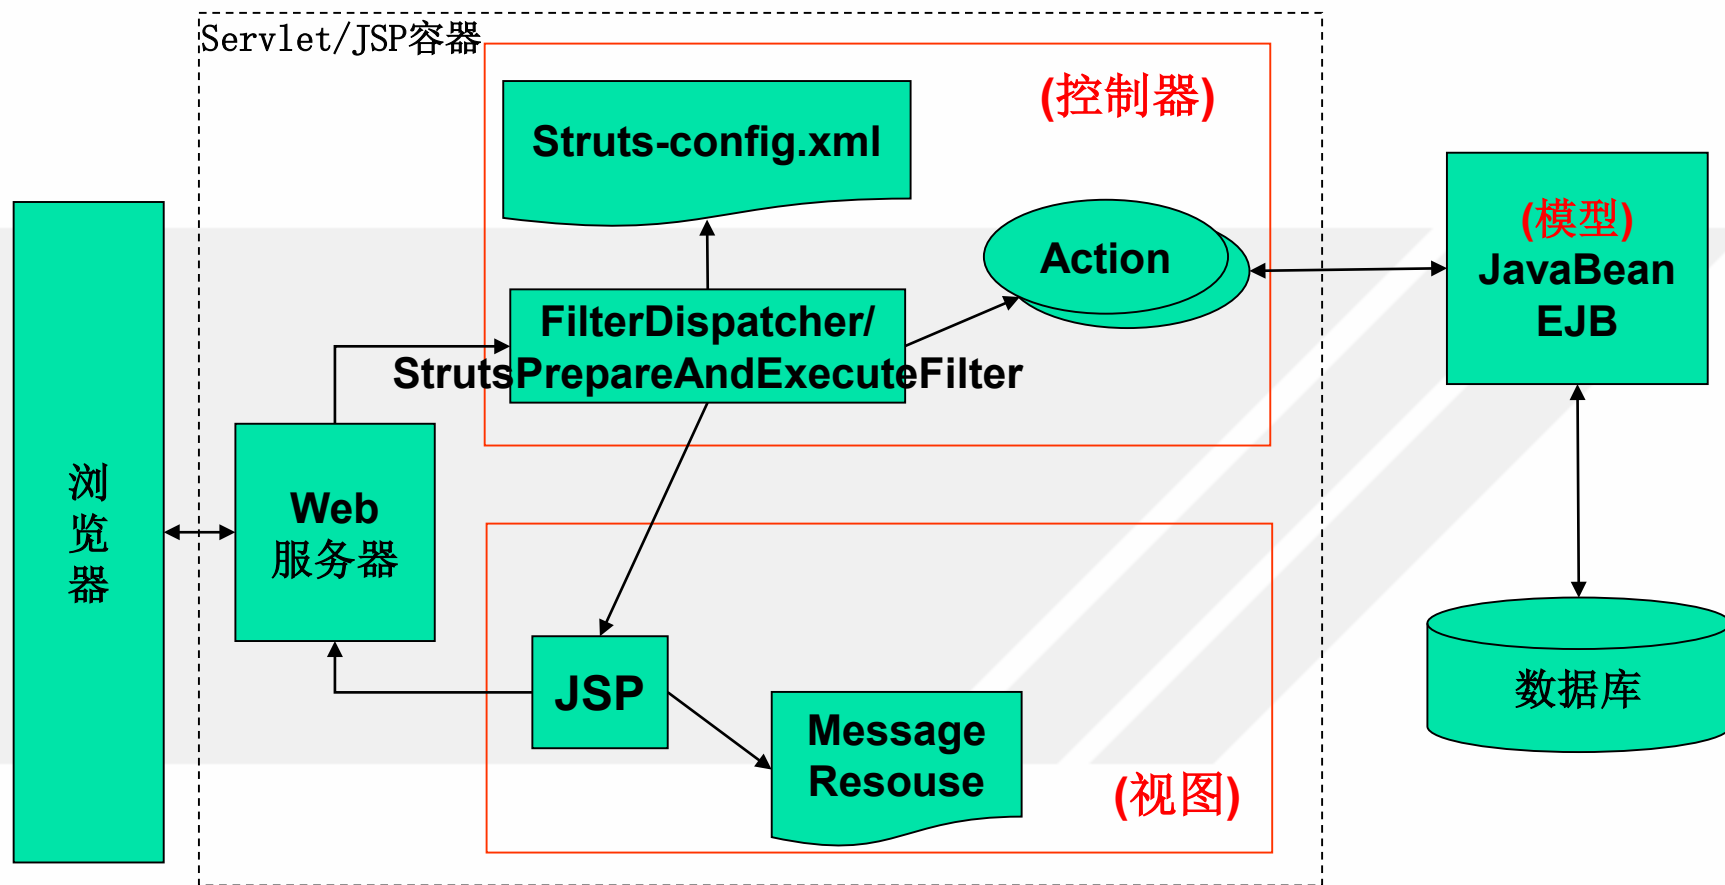 Servlet/JSP容器
(控制器)
Struts-config.xml
Action
(模型)
JavaBean
EJB
FilterDispatcher/
StrutsPrepareAndExecuteFilter
浏
览
器
Web
服务器
JSP
Message
Resouse
(视图)
数据库